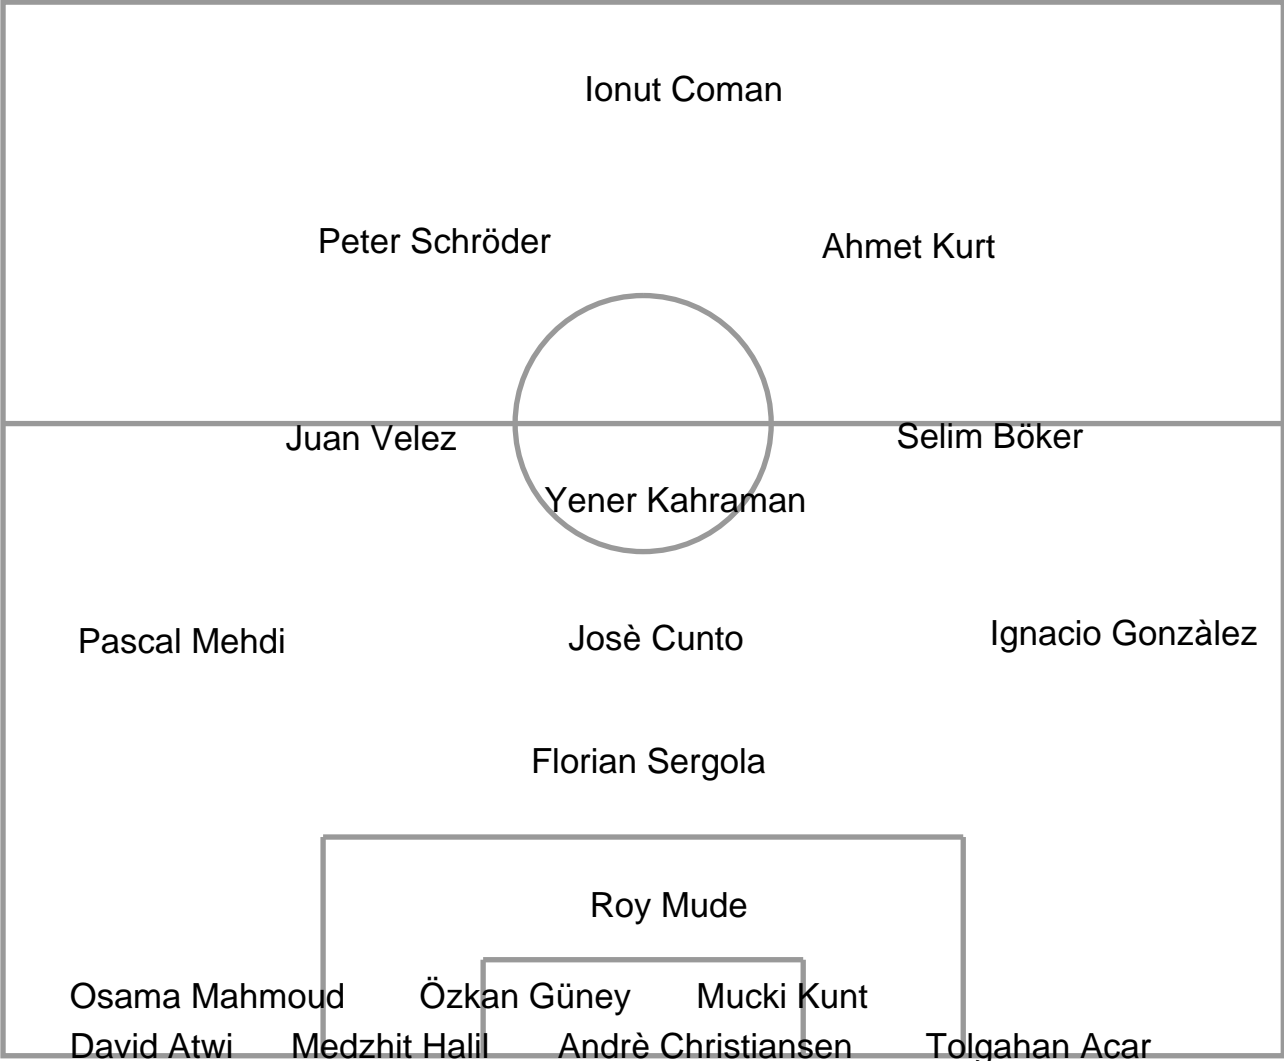 Ionut Coman
Peter Schröder Ahmet Kurt
Juan Velez Selim Böker
Yener Kahraman
Pascal Mehdi Josè Cunto Ignacio Gonzàlez
Florian Sergola
Roy Mude
Osama Mahmoud Özkan Güney Mucki Kunt
David Atwi Medzhit Halil Andrè Christiansen Tolgahan Acar